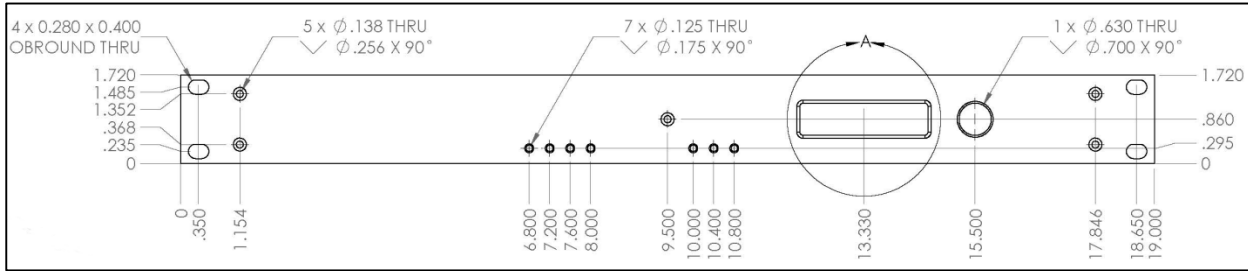 4 x 0.280 x 0.400
OBROUND THRU
5 x ∅.138 THRU
∅.256 X 90°
7 x ∅.125 THRU
∅.175 X 90°
A
1 x ∅.630 THRU
∅.700 X 90°
1.720
1.485
1.352
.368
.235
0
1.720
.860
.295
0
0
.350
1.154
6.800
7.200
7.600
8.000
9.500
10.000
10.400
10.800
13.330
15.500
17.846
18.650
19.000